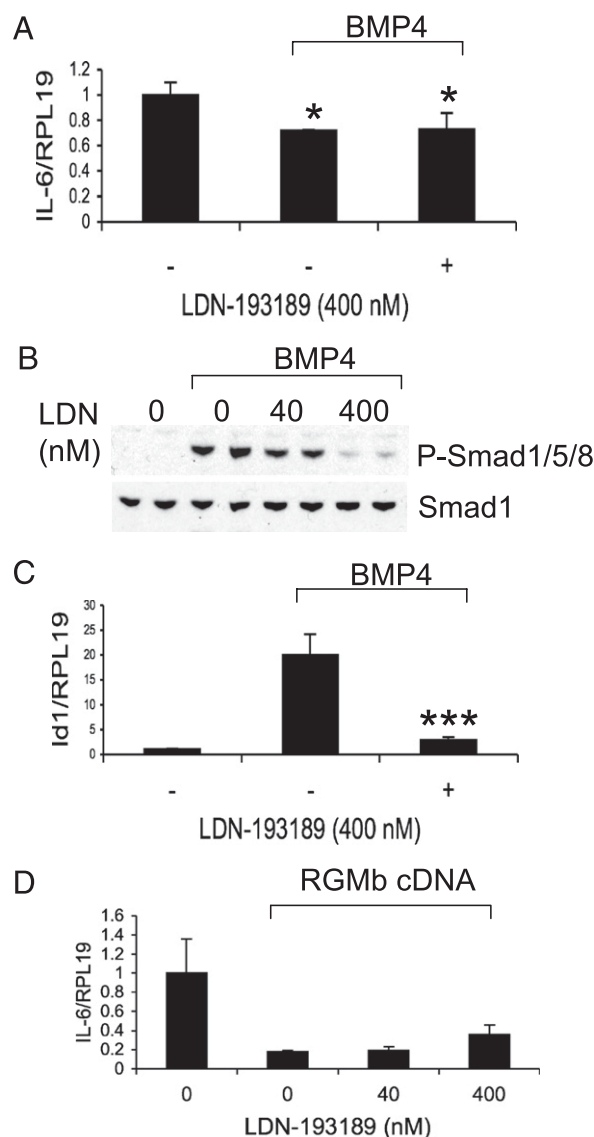 A
BMP4
IL-6/RPL19
1.2
1
0.8
0.6
0.4
0.2
0
* *
- - +
LDN-193189 (400 nM)
B
BMP4
LDN (nM)
0 0 40 400
P-Smad1/5/8
Smad1
C
BMP4
Id1/RPL19
30
25
20
15
10
5
0
***
- - +
LDN-193189 (400 nM)
D
RGMb cDNA
IL-6/RPL19
1.6
1.4
1.2
1
0.8
0.6
0.4
0.2
0
0 0 40 400
LDN-193189 (nM)